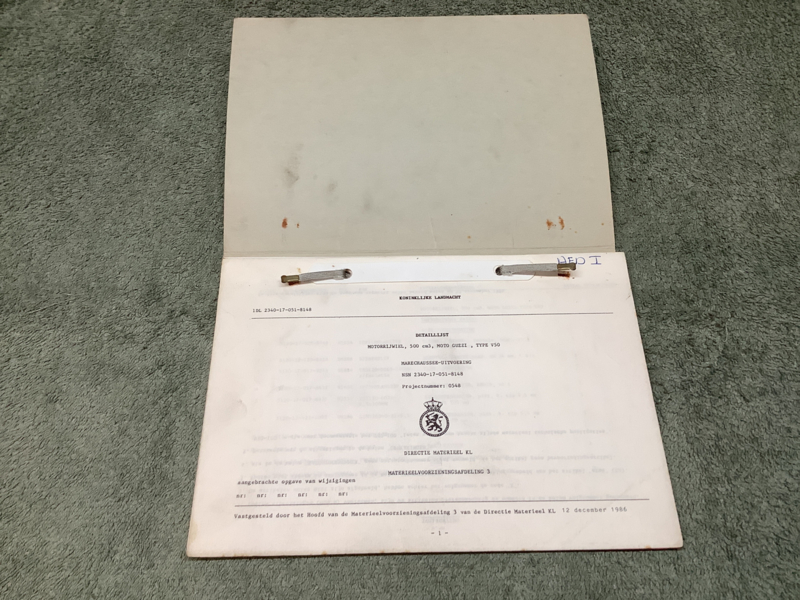 HED I
KONINKLIJKE LANDMACHT
IDL 2340-17-051-8148
DETAILLIJST
MOTORRIJWIEL, 500 cm3, MOTO GUZZI , TYPE V50
MARECHAUSSEE-UITVOERING
NSN 2340-17-051-8148
Projectnummer: 0548
DIRECTIE MATERIEEL KL
MATERIEELVOORZIENINGSAFDELING 3
aangebrachte opgave van wijzigingen
nr: nr: nr: nr: nr: nr:
Vastgesteld door het Hoofd van de Materieelvoorzieningsafdeling 3 van de Directie Materieel KL 12 december 1986
- 1 -